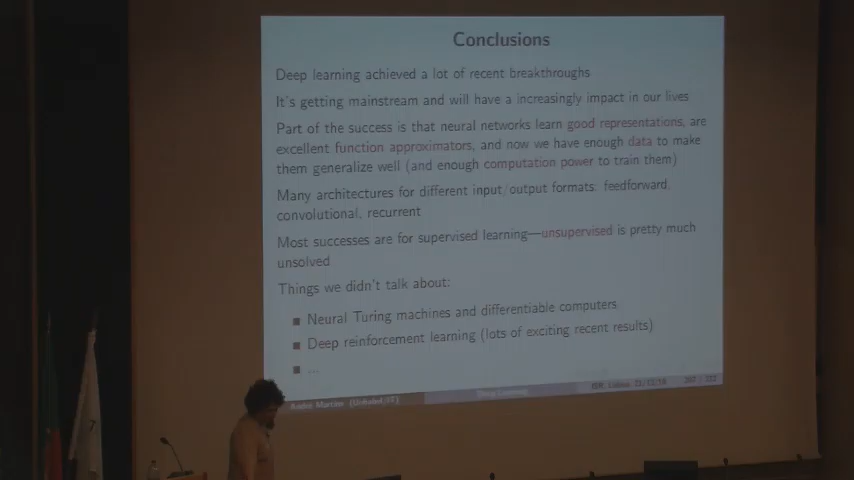 Conclusions
Deep learning achieved a lot of recent breakthroughs
It's getting mainstream and will have a increasingly impact in our lives
Part of the success is that neural networks learn good representations, are
excellent function approximators, and now we have enough data to make
them generalize well (and enough computation power to train them)
Many architectures for different input/output formats: feedforward,
convolutional, recurrent
Most successes are for supervised learning—unsupervised is pretty much
unsolved
Things we didn't talk about:
Neural Turing machines and differentiable computers
Deep reinforcement learning (lots of exciting recent results)
...
André Martins (Unbabel/IT)
Deep Learning